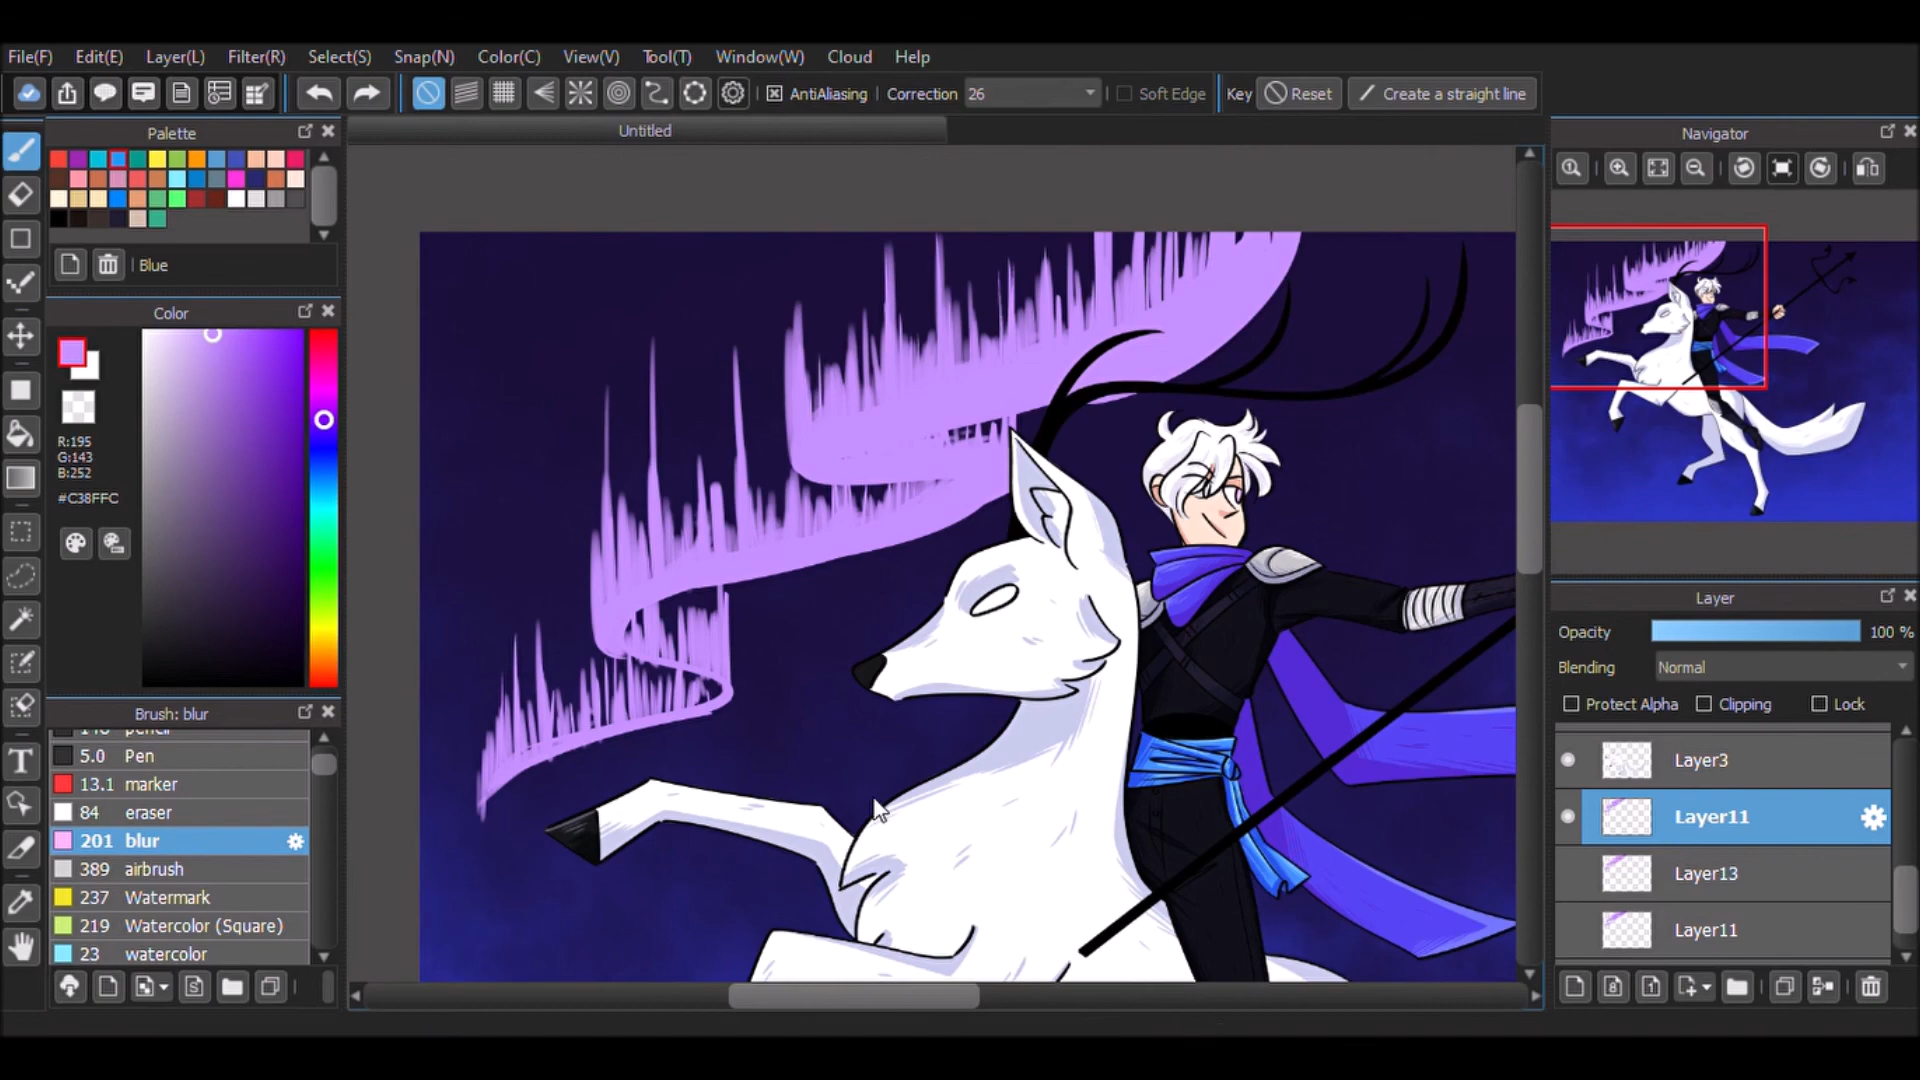 File(F) Edit(E) Layer(L) Filter(R) Select(S) Snap(N) Color(C) View(V) Tool(T) Window(W) Cloud Help
AntiAliasing Correction 26 Soft Edge Key Reset Create a straight line
Palette
Untitled
Navigator
Blue
Color
R:195
G:143
B:252
#C38FFC
Layer
Opacity 100 %
Blending Normal
Protect Alpha Clipping Lock
Layer3
Layer11
Layer13
Layer11
Brush: blur
pencil
5.0 Pen
13.1 marker
84 eraser
201 blur
389 airbrush
237 Watermark
219 Watercolor (Square)
23 watercolor